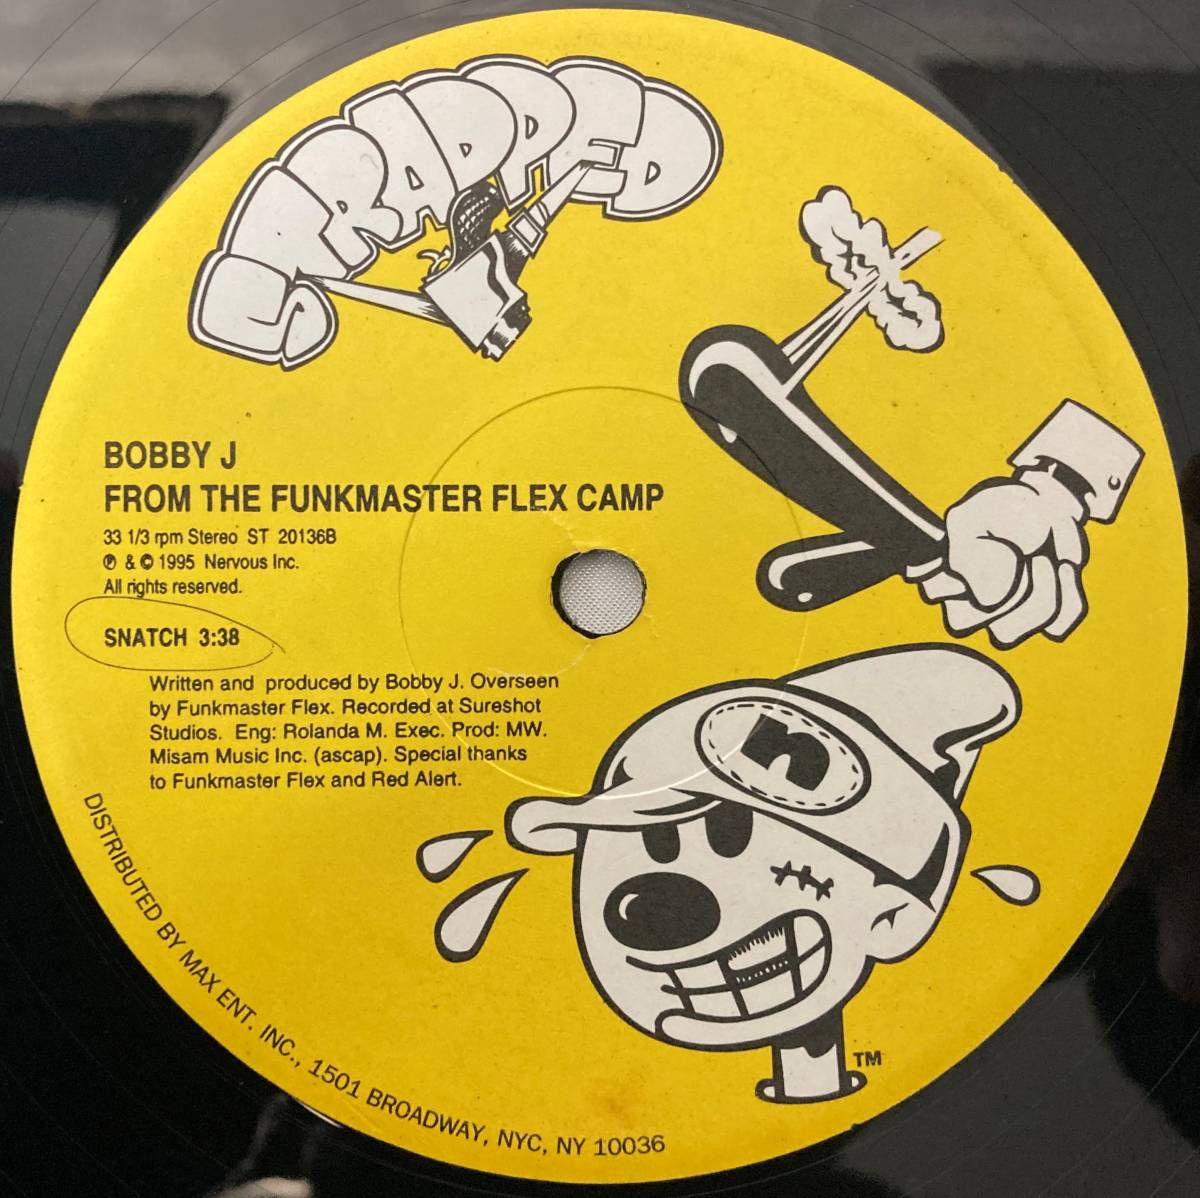 STRAPPED
BOBBY J
FROM THE FUNKMASTER FLEX CAMP
33 1/3 rpm Stereo ST 20136B
℗ & © 1995 Nervous Inc.
All rights reserved.
SNATCH 3:38
Written and produced by Bobby J. Overseen
by Funkmaster Flex. Recorded at Sureshot
Studios. Eng: Rolanda M. Exec. Prod: MW.
Misam Music Inc. (ascap). Special thanks
to Funkmaster Flex and Red Alert.
n
TM
DISTRIBUTED BY MAX ENT. INC., 1501 BROADWAY, NYC, NY 10036